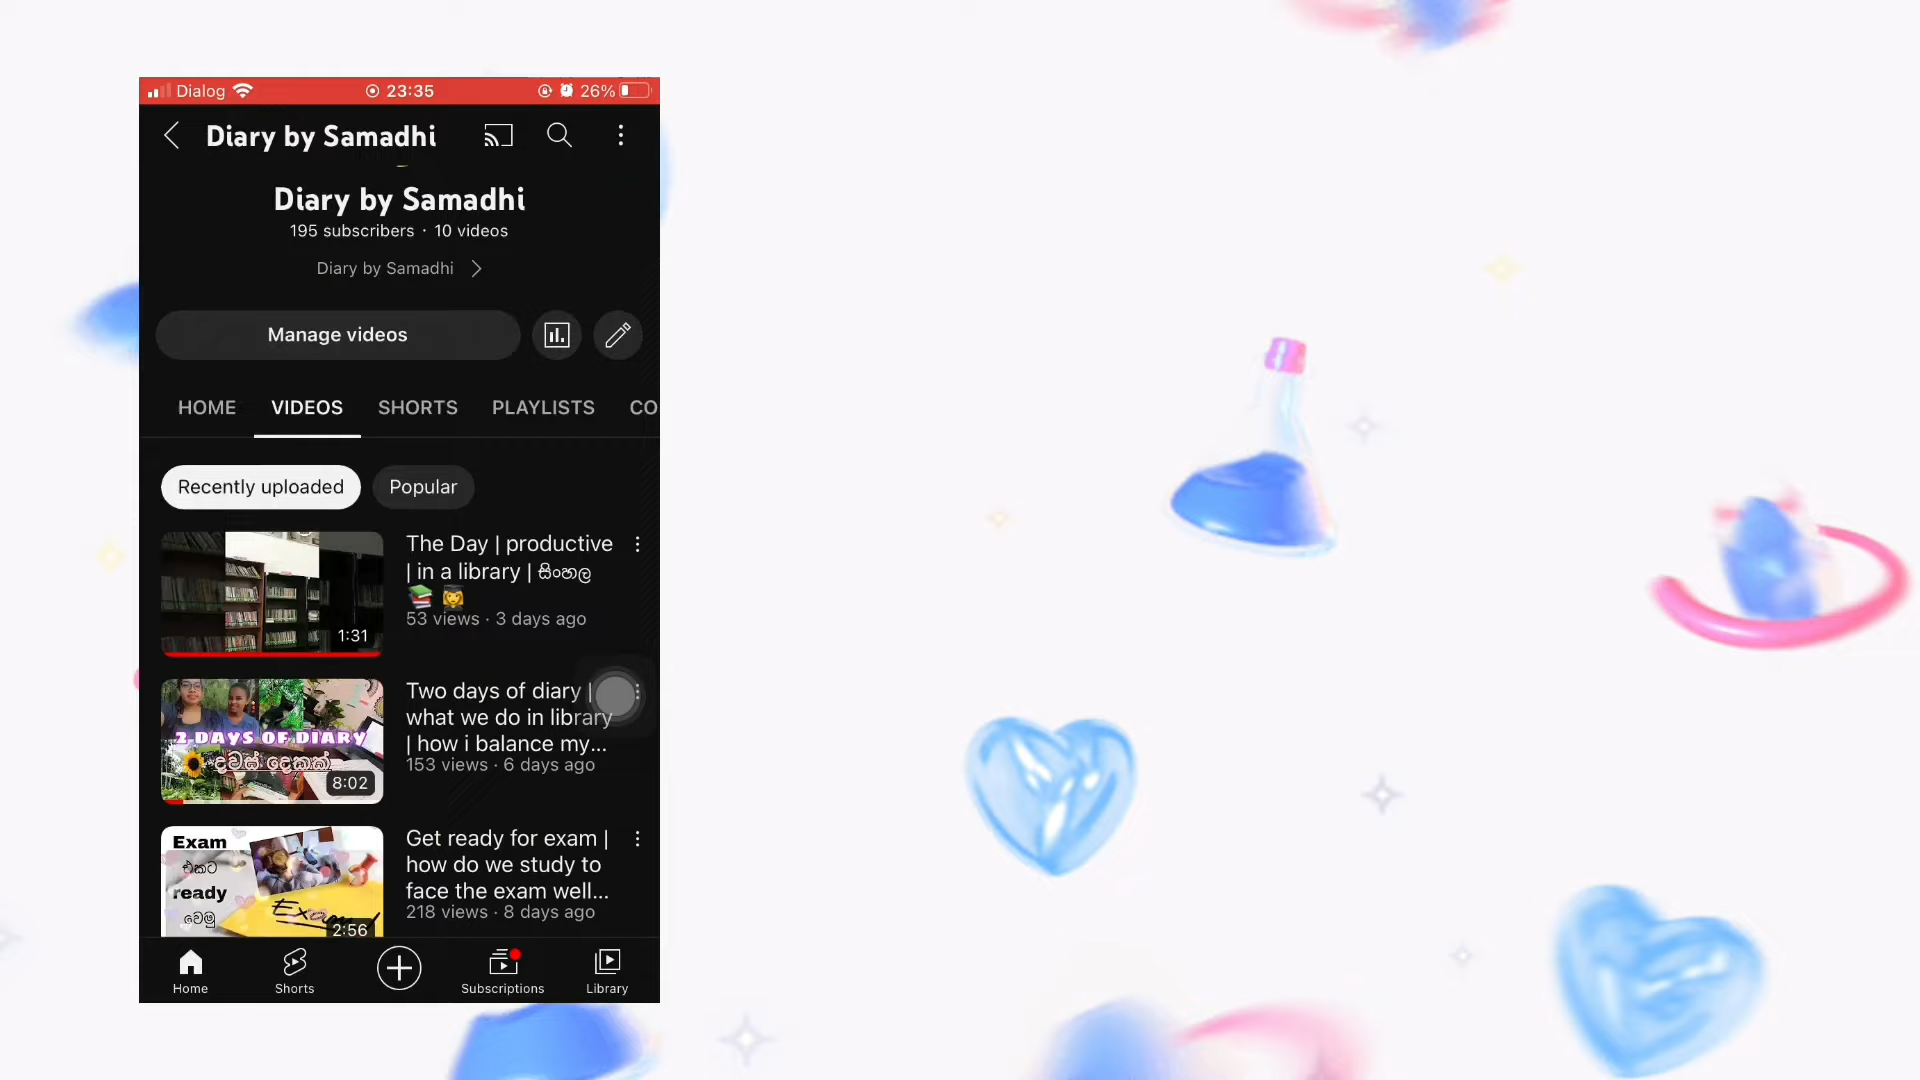 Dialog 23:35 26%
Diary by Samadhi
Diary by Samadhi
195 subscribers · 10 videos
Diary by Samadhi
Manage videos
HOME VIDEOS SHORTS PLAYLISTS CO
Recently uploaded Popular
The Day | productive
| in a library | සිංහල
📚 👩‍🎓
53 views · 3 days ago
1:31
Two days of diary |
what we do in library
| how i balance my...
153 views · 6 days ago
2 DAYS OF DIARY
දවස් දෙකක්
8:02
Get ready for exam |
how do we study to
face the exam well...
218 views · 8 days ago
Exam
එකට
ready
වෙමු
Exam
2:56
Home Shorts Subscriptions Library